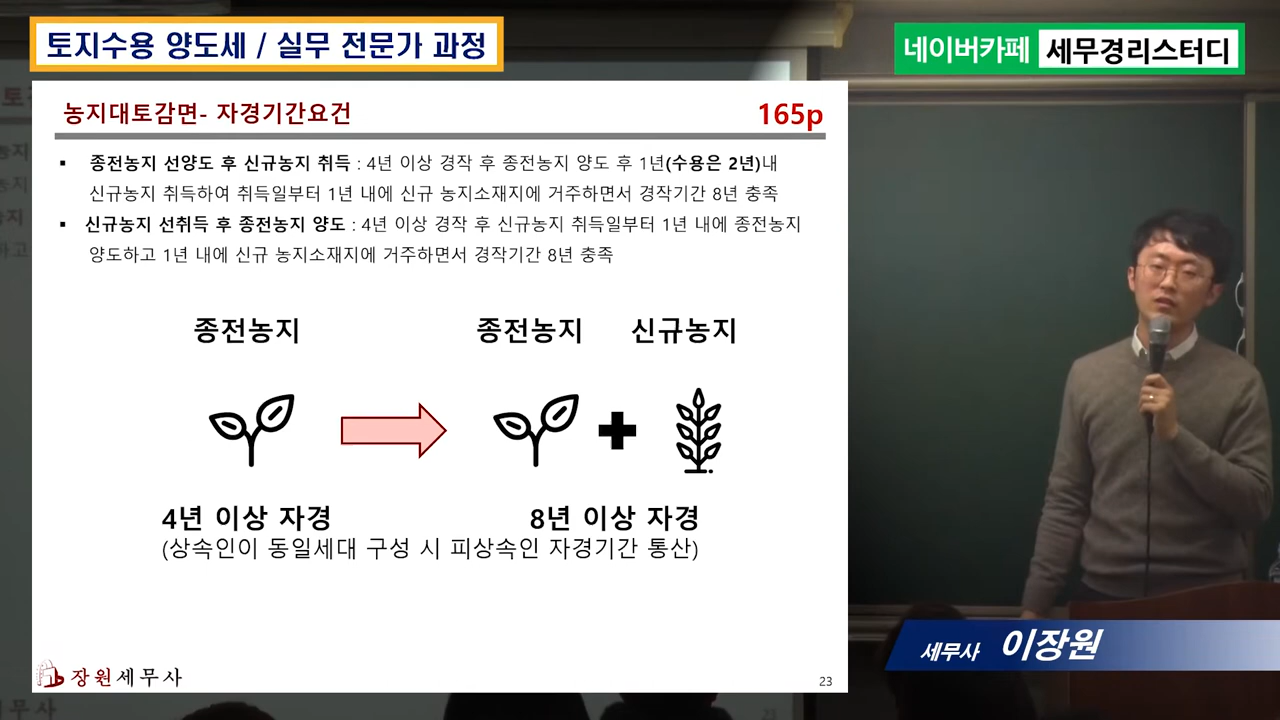 토지수용 양도세 / 실무 전문가 과정
네이버카페 세무경리스터디
농지대토감면- 자경기간요건
165p
▪ 종전농지 선양도 후 신규농지 취득 : 4년 이상 경작 후 종전농지 양도 후 1년(수용은 2년)내
신규농지 취득하여 취득일부터 1년 내에 신규 농지소재지에 거주하면서 경작기간 8년 충족
▪ 신규농지 선취득 후 종전농지 양도 : 4년 이상 경작 후 신규농지 취득일부터 1년 내에 종전농지
양도하고 1년 내에 신규 농지소재지에 거주하면서 경작기간 8년 충족
종전농지
종전농지 신규농지
4년 이상 자경
8년 이상 자경
(상속인이 동일세대 구성 시 피상속인 자경기간 통산)
장원세무사
23
세무사 이장원